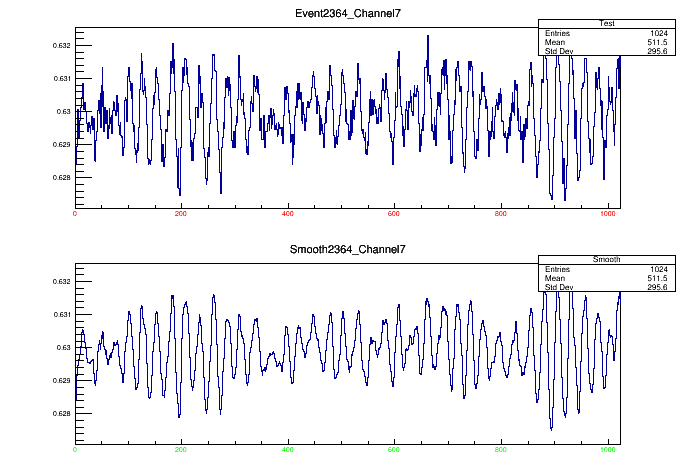 Event2364_Channel7
Test
Entries 1024
Mean 511.5
Std Dev 295.6
0.632
0.631
0.63
0.629
0.628
0 200 400 600 800 1000
Smooth2364_Channel7
Smooth
Entries 1024
Mean 511.5
Std Dev 295.6
0.632
0.631
0.63
0.629
0.628
0 200 400 600 800 1000